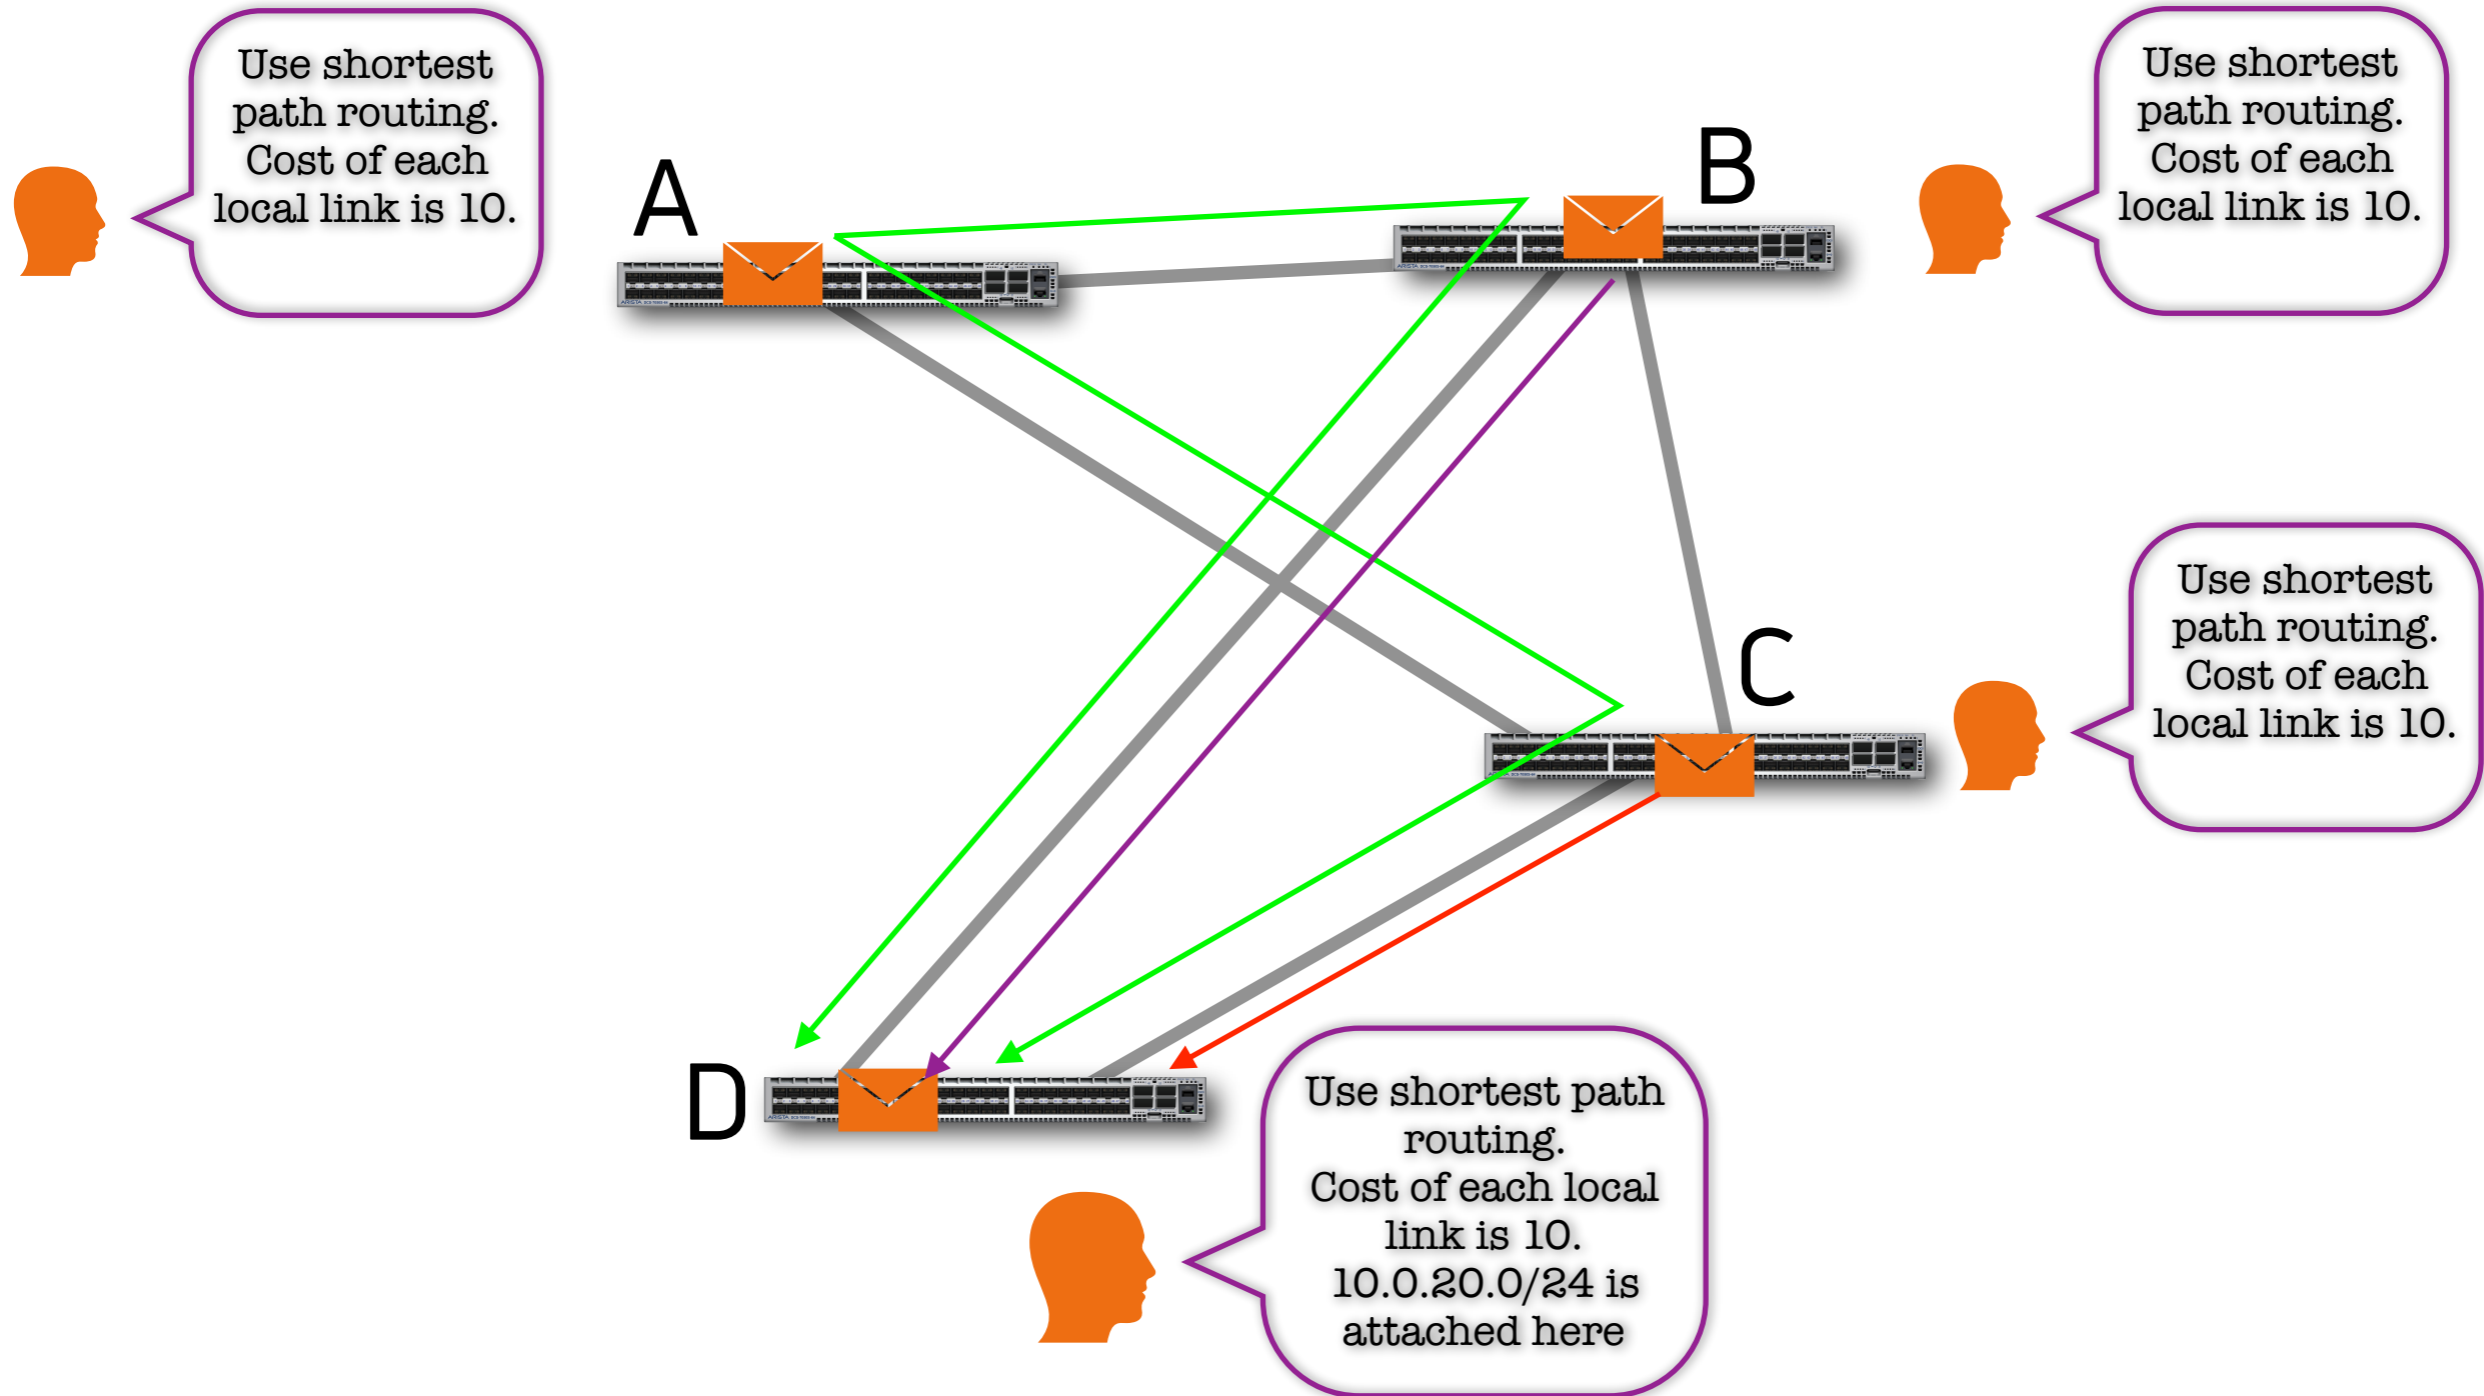 Use shortest
path routing.
Cost of each
local link is 10.
Use shortest
path routing.
Cost of each
local link is 10.
A
B
Use shortest
path routing.
Cost of each
local link is 10.
C
D
Use shortest path
routing.
Cost of each local
link is 10.
10.0.20.0/24 is
attached here